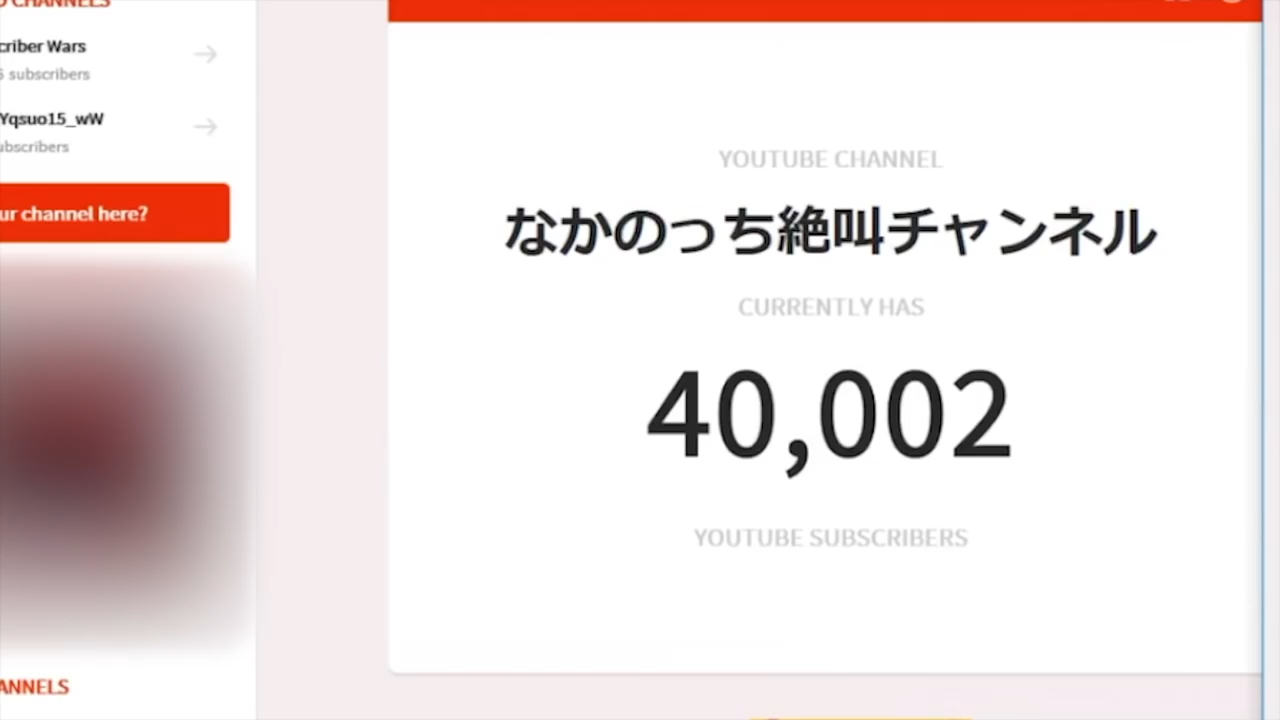 criber Wars
subscribers
Yqsuo15_wW
ubscribers
ur channel here?
ANNELS
YOUTUBE CHANNEL
なかのっち絶叫チャンネル
CURRENTLY HAS
40,002
YOUTUBE SUBSCRIBERS